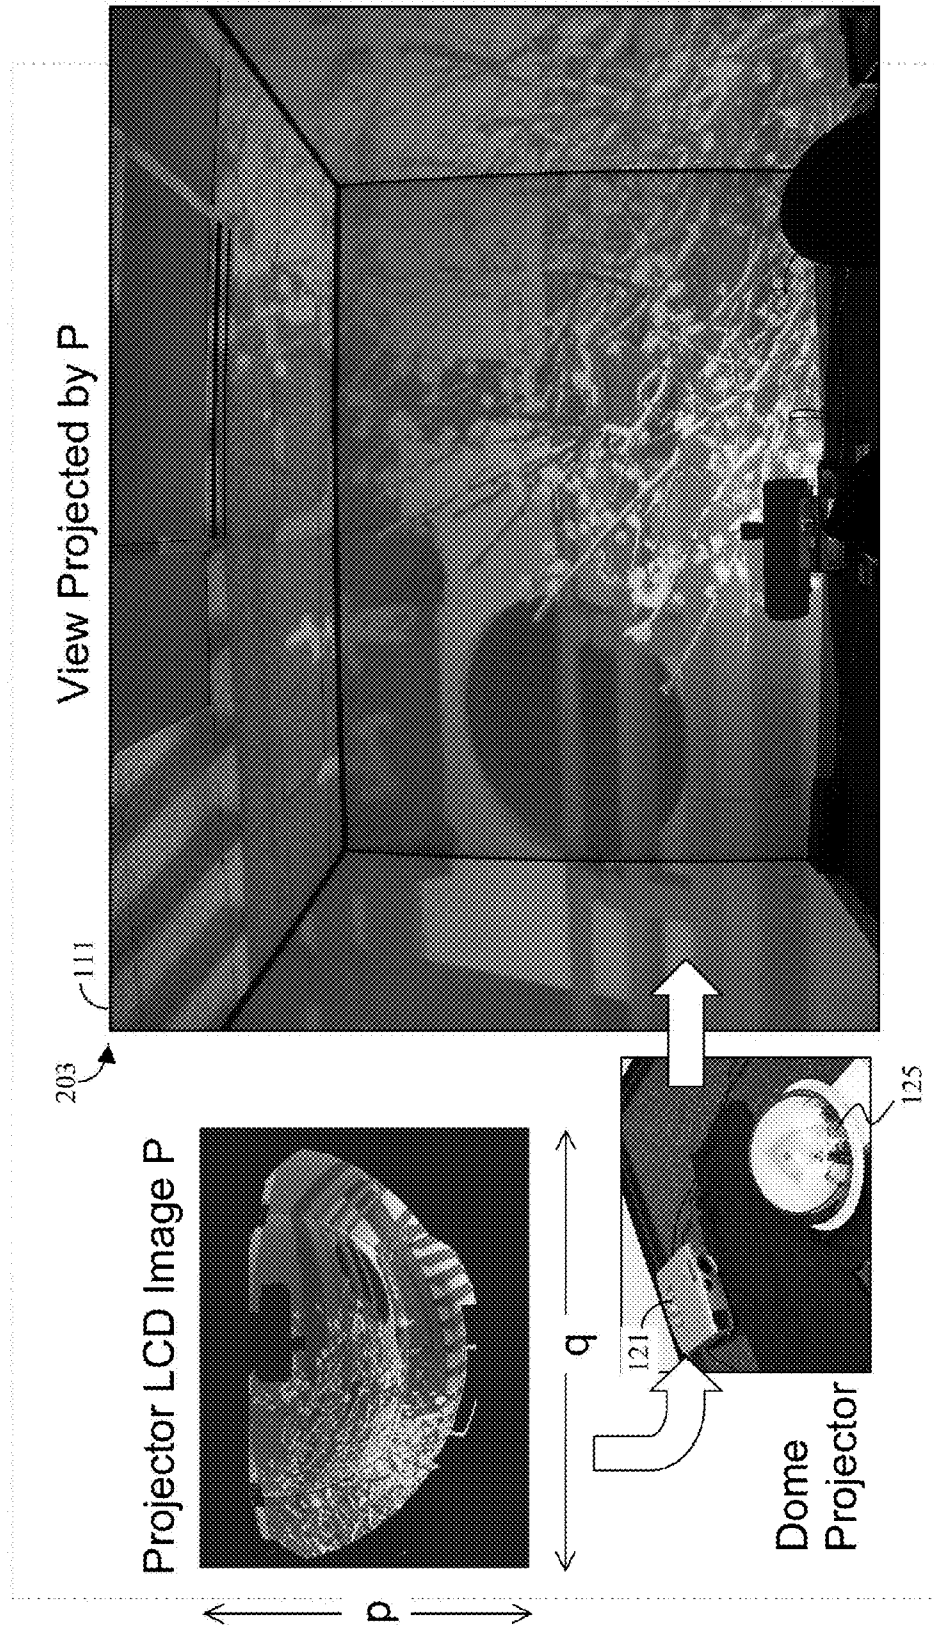 View Projected by P
203
111
Projector LCD Image P
p
q
121
125
Dome
Projector